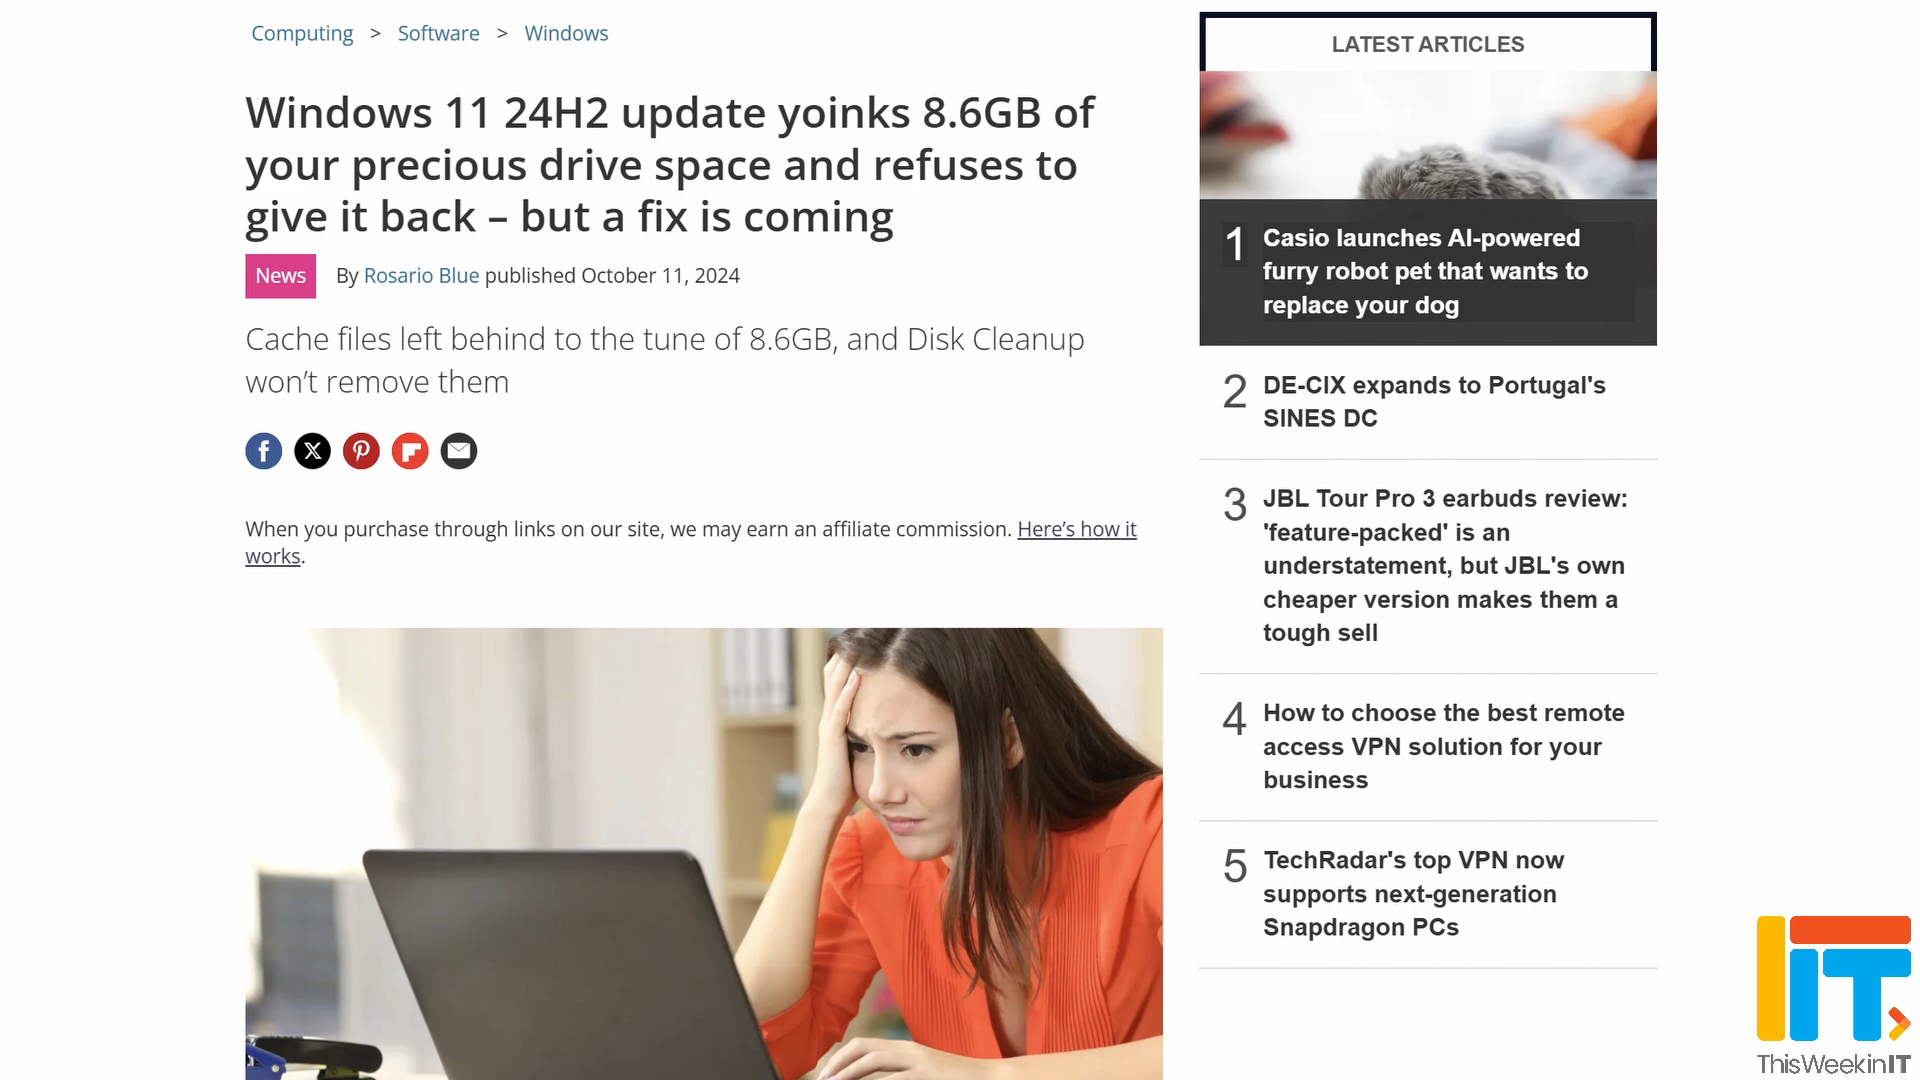 Computing > Software > Windows
Windows 11 24H2 update yoinks 8.6GB of
your precious drive space and refuses to
give it back – but a fix is coming
News By Rosario Blue published October 11, 2024
Cache files left behind to the tune of 8.6GB, and Disk Cleanup
won’t remove them
When you purchase through links on our site, we may earn an affiliate commission. Here’s how it
works.
LATEST ARTICLES
1 Casio launches AI-powered
furry robot pet that wants to
replace your dog
2 DE-CIX expands to Portugal's
SINES DC
3 JBL Tour Pro 3 earbuds review:
'feature-packed' is an
understatement, but JBL's own
cheaper version makes them a
tough sell
4 How to choose the best remote
access VPN solution for your
business
5 TechRadar's top VPN now
supports next-generation
Snapdragon PCs
IT
ThisWeekinIT